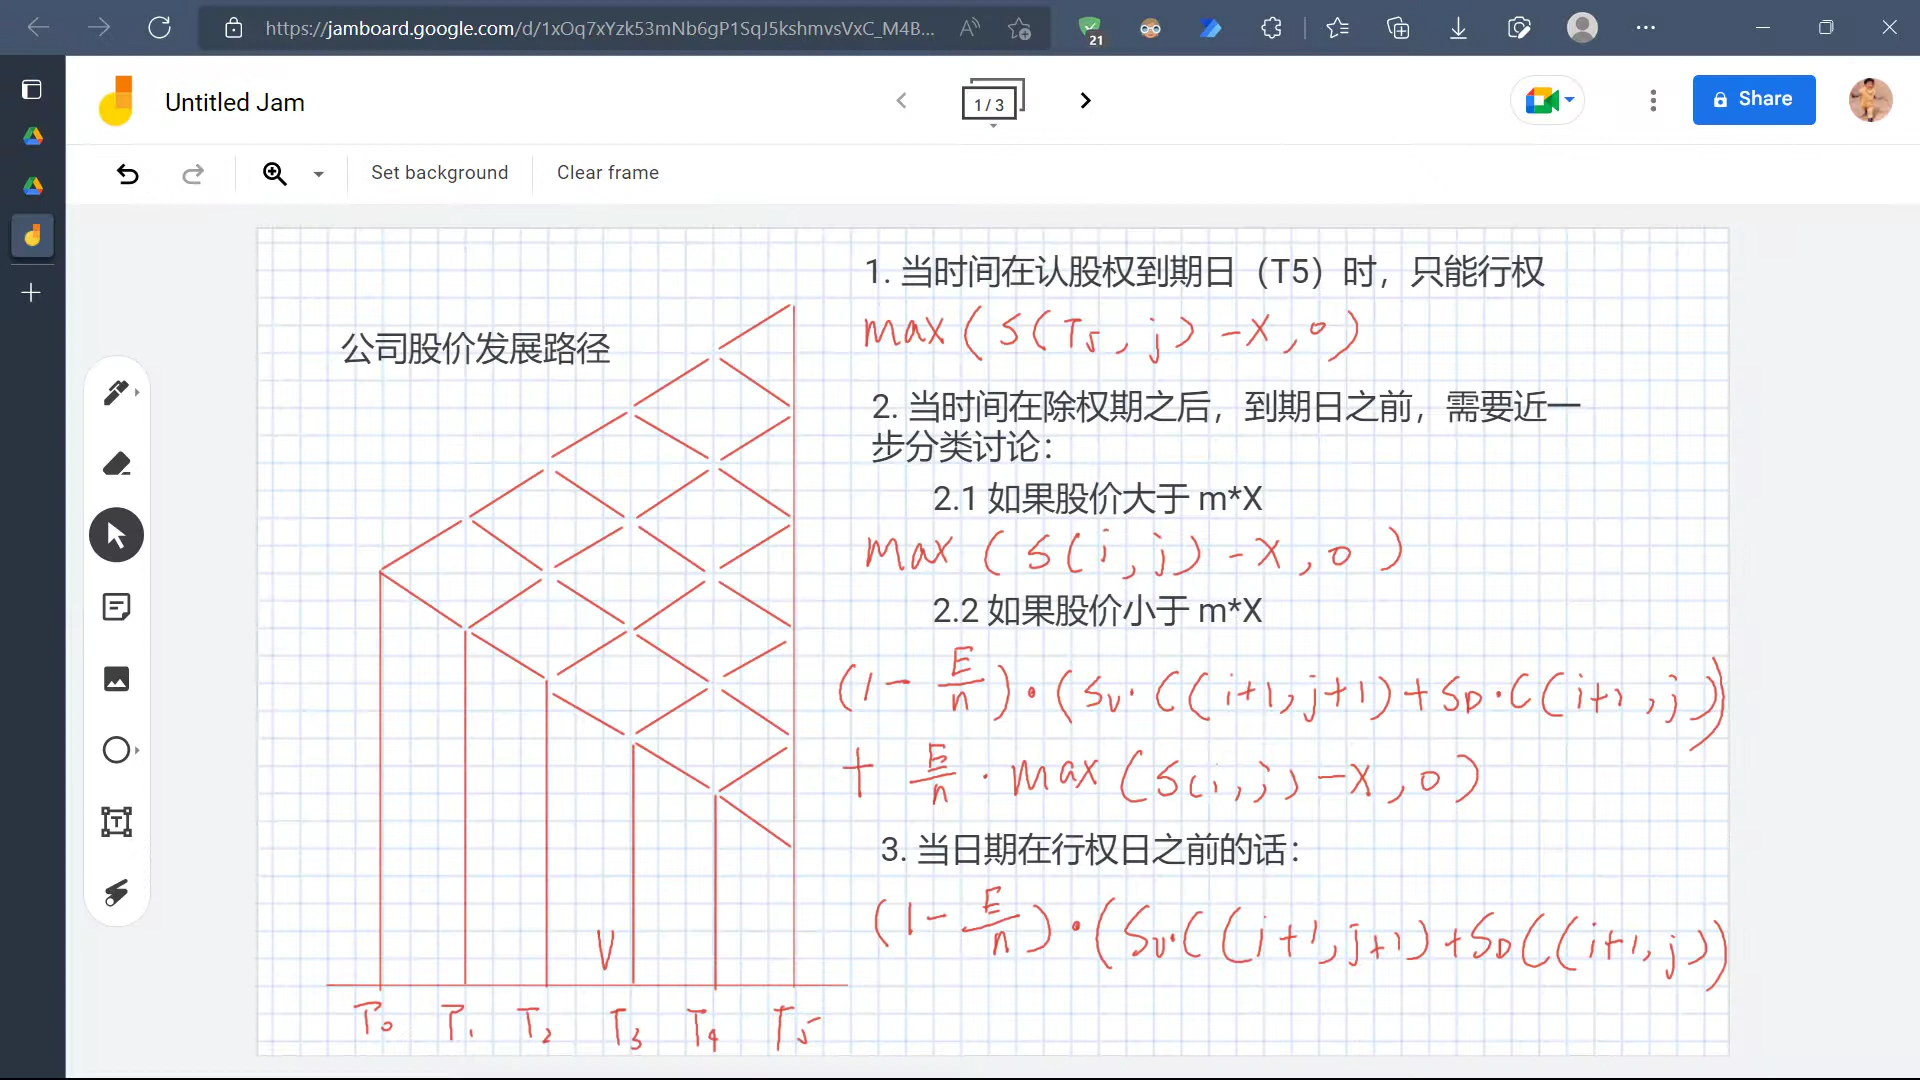 https://jamboard.google.com/d/1xOq7xYzk53mNb6gP1SqJ5kshmvsVxC_M4B...
21
Untitled Jam
1 / 3
Share
Set background
Clear frame
公司股价发展路径
1. 当时间在认股权到期日（T5）时，只能行权
max ( S ( T5 , j ) - X , 0 )
2. 当时间在除权期之后，到期日之前，需要近一
步分类讨论：
2.1 如果股价大于 m*X
max ( S ( i , j ) - X , 0 )
2.2 如果股价小于 m*X
(1 - E/n) · (SU · C(i+1, j+1) + SD · C(i+1, j))
+ E/n · max (S(i, j) - X , 0 )
3. 当日期在行权日之前的话：
(1 - E/n) · (SU · C(i+1, j+1) + SD C(i+1, j))
V
T0 T1 T2 T3 T4 T5